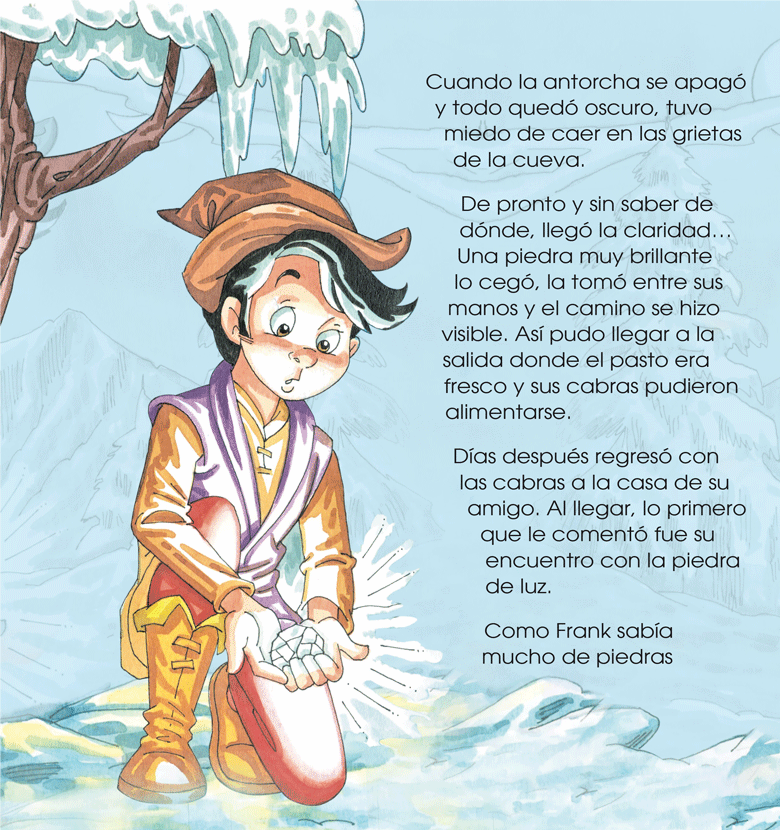 Cuando la antorcha se apagó
y todo quedó oscuro, tuvo
miedo de caer en las grietas
de la cueva.
De pronto y sin saber de
dónde, llegó la claridad...
Una piedra muy brillante
lo cegó, la tomó entre sus
manos y el camino se hizo
visible. Así pudo llegar a la
salida donde el pasto era
fresco y sus cabras pudieron
alimentarse.
Días después regresó con
las cabras a la casa de su
amigo. Al llegar, lo primero
que le comentó fue su
encuentro con la piedra
de luz.
Como Frank sabía
mucho de piedras